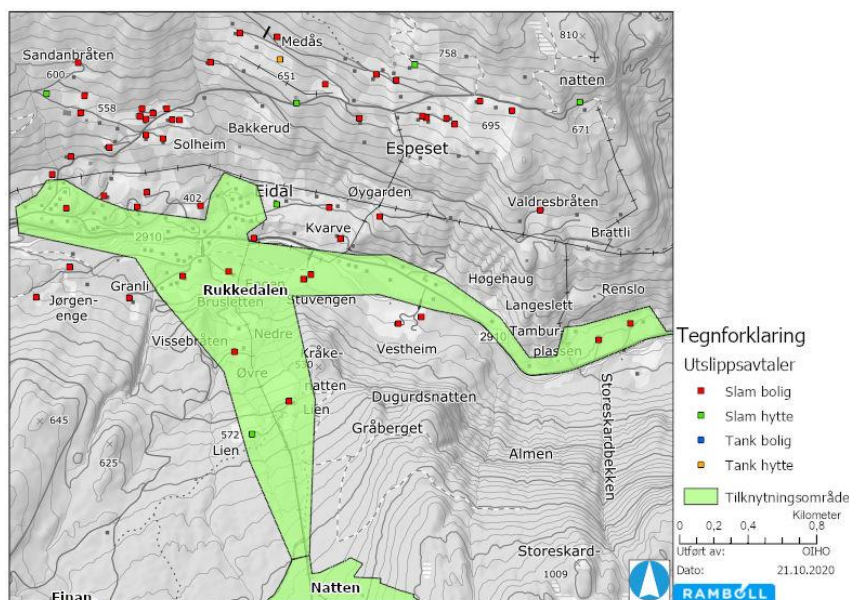 Sandanbråten
600
558
Solheim
Medås
651
Bakkerud
758
810
natten
671
695
Espeset
402
Eidål
Øygarden
Kvarve
Valdresbråten
Brattli
2910
Granli
Jørgen-
enge
Rukkedalen
Brusletten
Stuvengen
Høgehaug
Langeslett
Renslo
2910
Tambur-
plassen
Vissebråten
Nedre
Øvre
Kråke-
natten
Lien
Vestheim
Dugurdsnatten
Gråberget
Storeskardbekken
572
Lien
645
625
Almen
Storeskard-
1009
Natten
Einan
Tegnforklaring
Utslippsavtaler
Slam bolig
Slam hytte
Tank bolig
Tank hytte
Tilknytningsområde
Kilometer
0 0,2 0,4 0,8
Utført av: OIHO
Dato: 21.10.2020
RAMBOLL